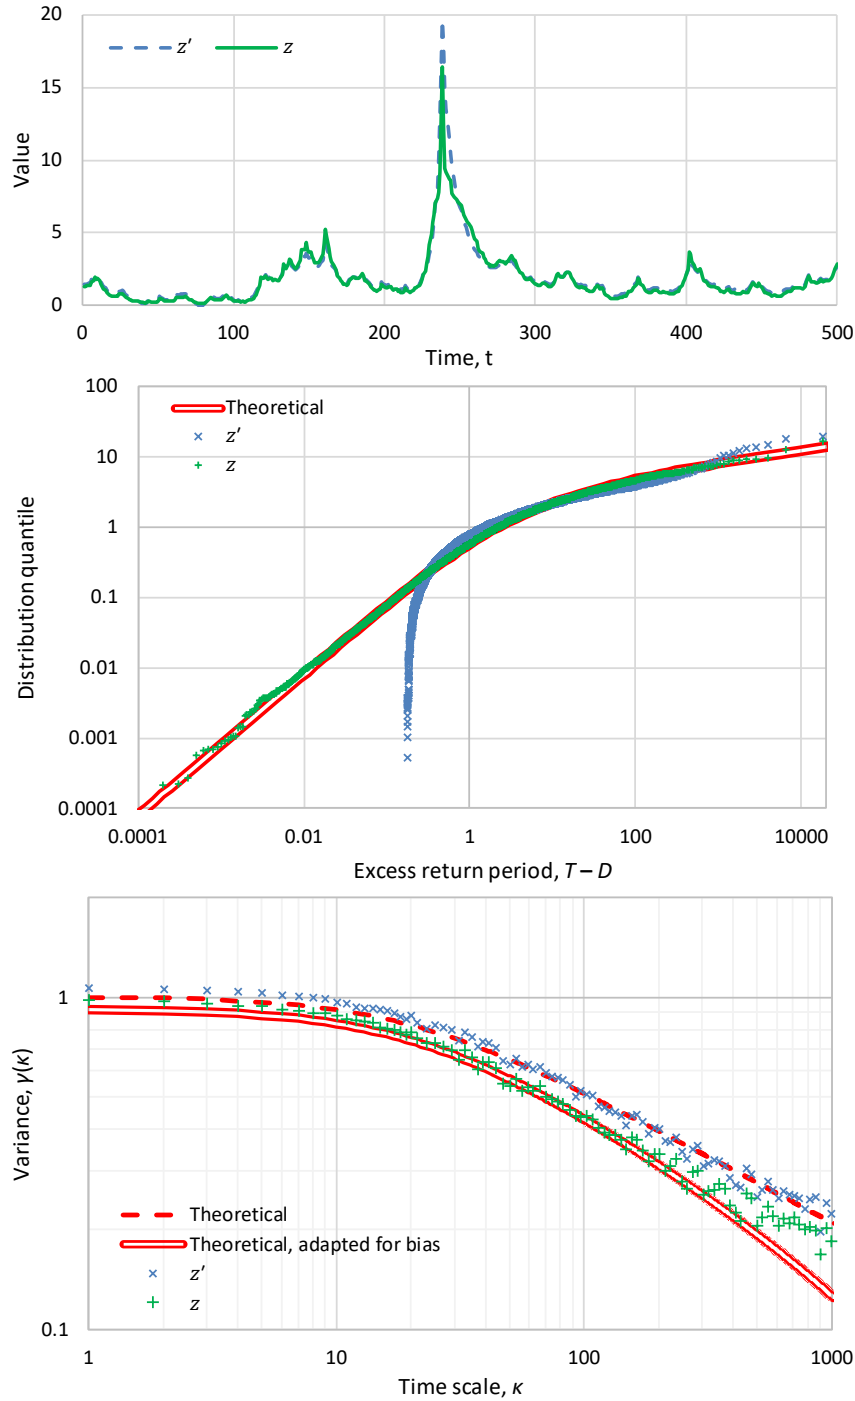 20
z′ z
15
10
5
0
Value
0 100 200 300 400 500
Time, t
100
Theoretical
z′
z
10
1
0.1
0.01
0.001
0.0001
Distribution quantile
0.0001 0.01 1 100 10000
Excess return period, T – D
1
Variance, γ(κ)
Theoretical
Theoretical, adapted for bias
z′
z
0.1
1 10 100 1000
Time scale, κ